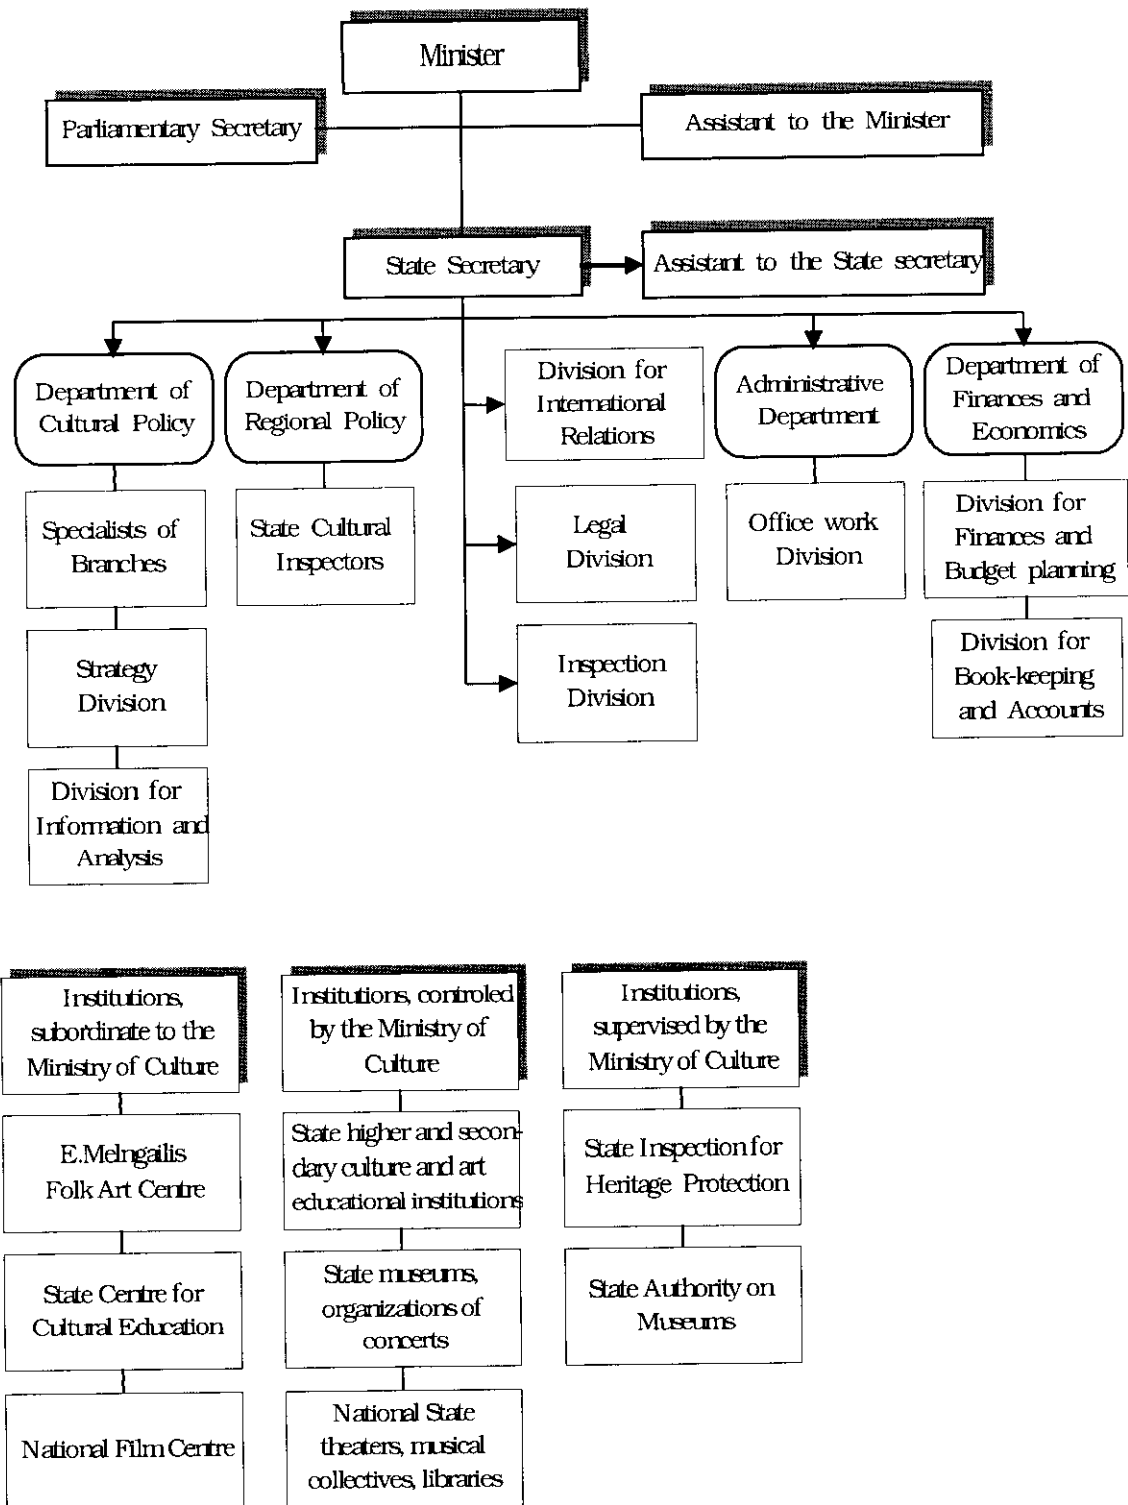 Minister
Parliamentary Secretary
Assistant to the Minister
State Secretary
Assistant to the State secretary
Department of
Cultural Policy
Department of
Regional Policy
Division for
International
Relations
Administrative
Department
Department of
Finances and
Economics
Specialists of
Branches
State Cultural
Inspectors
Legal
Division
Office work
Division
Division for
Finances and
Budget planning
Strategy
Division
Inspection
Division
Division for
Book-keeping
and Accounts
Division for
Information and
Analysis
Institutions,
subordinate to the
Ministry of Culture
Institutions, controled
by the Ministry of
Culture
Institutions,
supervised by the
Ministry of Culture
E.Melngailis
Folk Art Centre
State higher and secon-
dary culture and art
educational institutions
State Inspection for
Heritage Protection
State Centre for
Cultural Education
State museums,
organizations of
concerts
State Authority on
Museums
National Film Centre
National State
theaters, musical
collectives, libraries